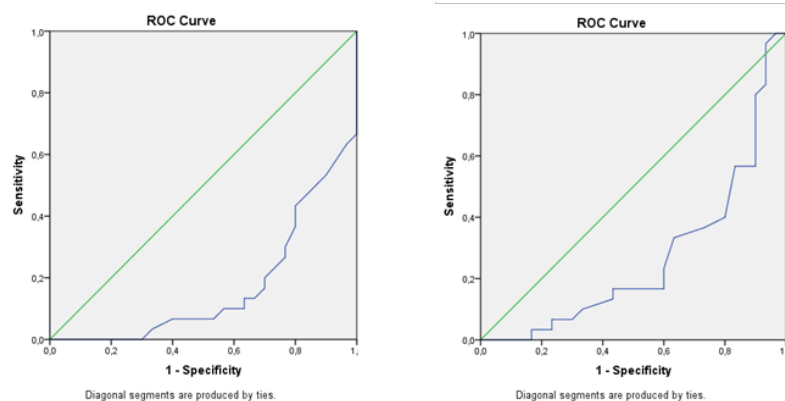 ROC Curve
1,0
0,8
0,6
0,4
0,2
0,0
Sensitivity
0,0 0,2 0,4 0,6 0,8 1,
1 - Specificity
Diagonal segments are produced by ties.
ROC Curve
1,0
0,8
0,6
0,4
0,2
0,0
Sensitivity
0,0 0,2 0,4 0,6 0,8 1,0
1 - Specificity
Diagonal segments are produced by ties.